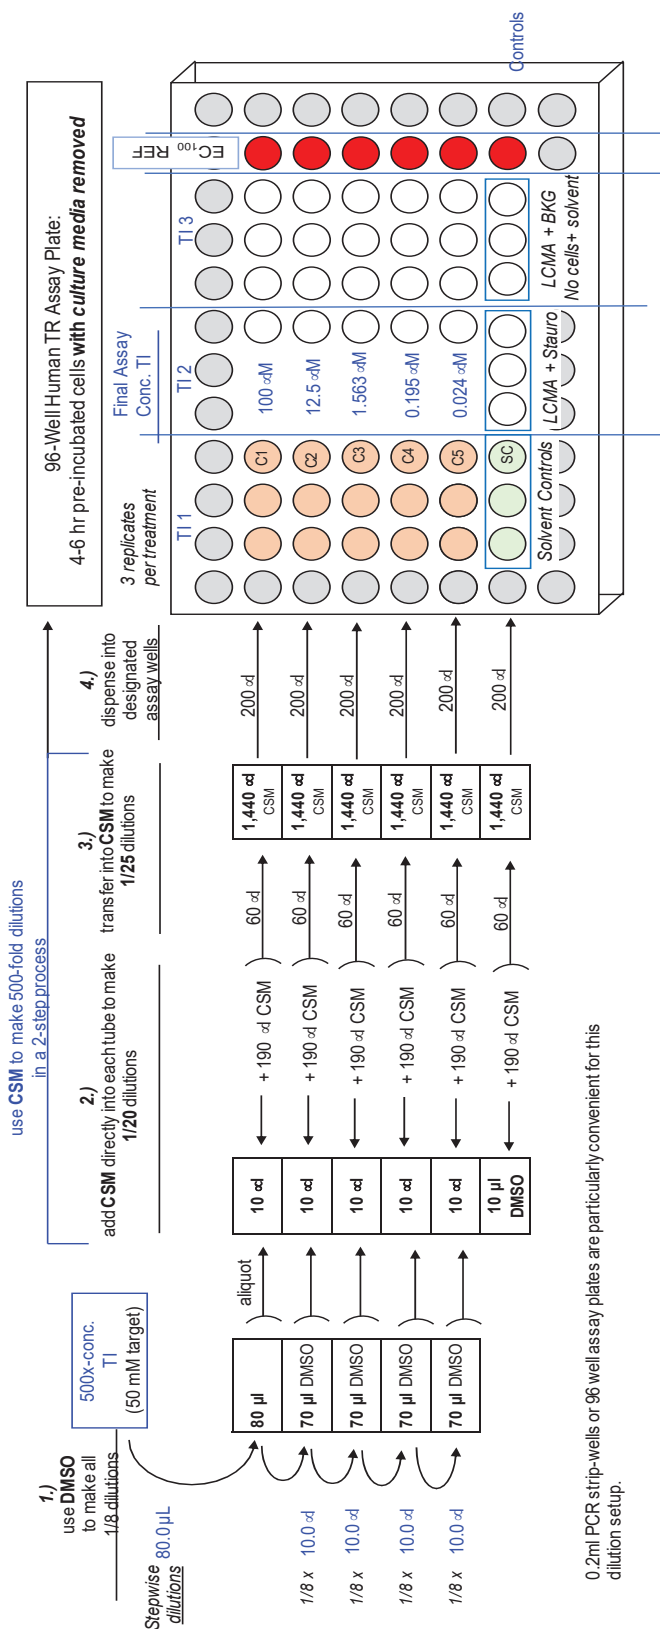 use CSM to make 500-fold dilutions
in a 2-step process
1.)
use DMSO
to make all
1/8 dilutions
500x-conc.
TI
(50 mM target)
2.)
add CSM directly into each tube to make
1/20 dilutions
3.)
transfer into CSM to make
1/25 dilutions
4.)
dispense into
designated
assay wells
96-Well Human TR Assay Plate:
4-6 hr pre-incubated cells with culture media removed
Stepwise
dilutions
80.0 µL
1/8 x 10.0 ∝l
1/8 x 10.0 ∝l
1/8 x 10.0 ∝l
1/8 x 10.0 ∝l
80 µl
70 µl DMSO
70 µl DMSO
70 µl DMSO
70 µl DMSO
aliquot
10 ∝l
10 ∝l
10 ∝l
10 ∝l
10 ∝l
10 µl
DMSO
+ 190 ∝l CSM
+ 190 ∝l CSM
+ 190 ∝l CSM
+ 190 ∝l CSM
+ 190 ∝l CSM
+ 190 ∝l CSM
60 ∝l
60 ∝l
60 ∝l
60 ∝l
60 ∝l
60 ∝l
1,440 ∝l
CSM
1,440 ∝l
CSM
1,440 ∝l
CSM
1,440 ∝l
CSM
1,440 ∝l
CSM
1,440 ∝l
CSM
200 ∝l
200 ∝l
200 ∝l
200 ∝l
200 ∝l
200 ∝l
3 replicates
per treatment
TI 1
Final Assay
Conc. TI
TI 2
TI 3
EC100 REF
C1
C2
C3
C4
C5
SC
100 ∝M
12.5 ∝M
1.563 ∝M
0.195 ∝M
0.024 ∝M
Solvent Controls
LCMA + Stauro
LCMA + BKG
No cells+ solvent
Controls
0.2ml PCR strip-wells or 96 well assay plates are particularly convenient for this
dilution setup.